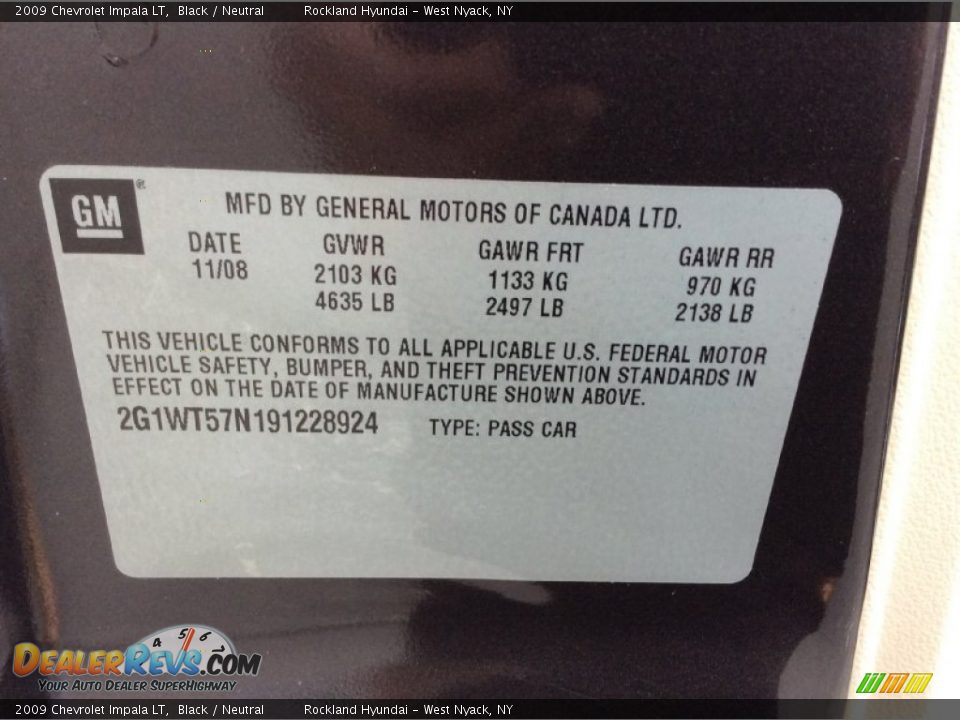 2009 Chevrolet Impala LT, Black / Neutral Rockland Hyundai - West Nyack, NY
GM ®
MFD BY GENERAL MOTORS OF CANADA LTD.
DATE GVWR GAWR FRT GAWR RR
11/08 2103 KG 1133 KG 970 KG
4635 LB 2497 LB 2138 LB
THIS VEHICLE CONFORMS TO ALL APPLICABLE U.S. FEDERAL MOTOR
VEHICLE SAFETY, BUMPER, AND THEFT PREVENTION STANDARDS IN
EFFECT ON THE DATE OF MANUFACTURE SHOWN ABOVE.
2G1WT57N191228924 TYPE: PASS CAR
4 5 6 7
DealerRevs.com
Your Auto Dealer SuperHighway
2009 Chevrolet Impala LT, Black / Neutral Rockland Hyundai - West Nyack, NY